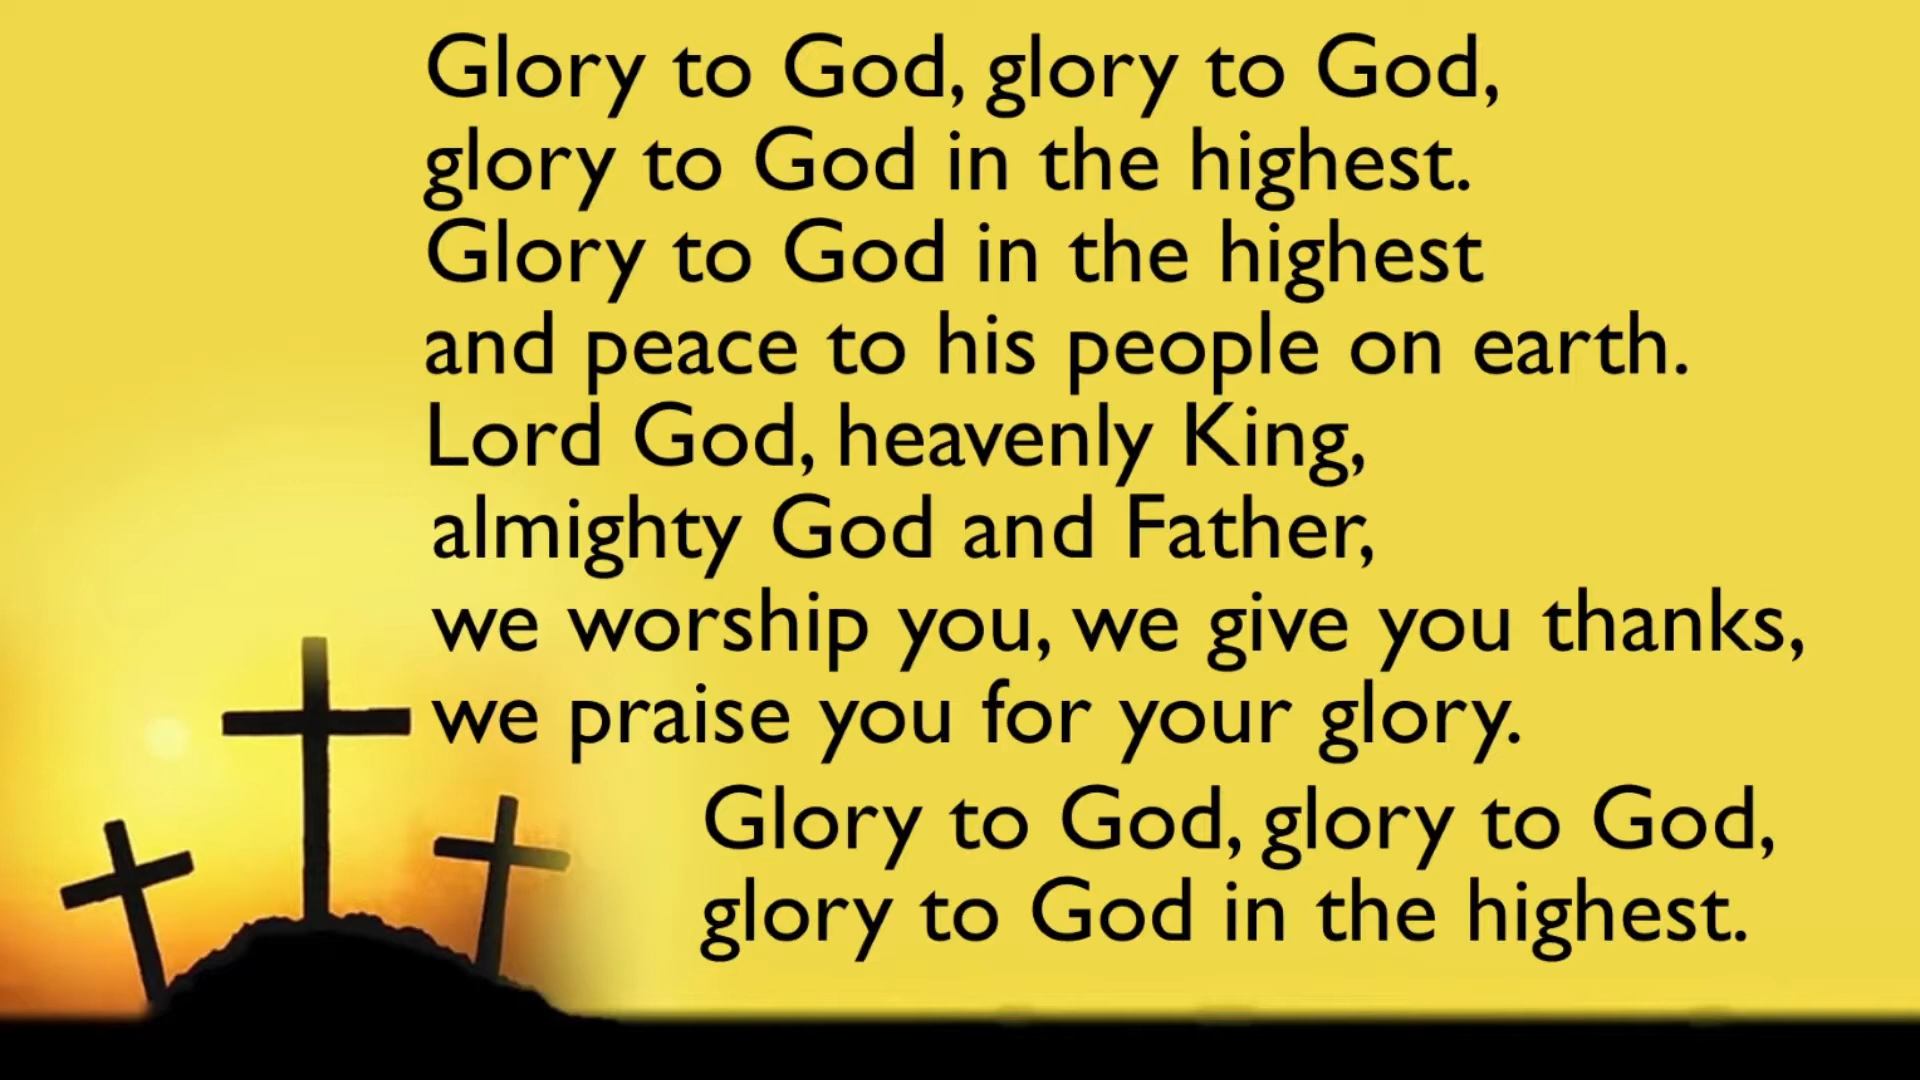 Glory to God, glory to God,
glory to God in the highest.
Glory to God in the highest
and peace to his people on earth.
Lord God, heavenly King,
almighty God and Father,
we worship you, we give you thanks,
we praise you for your glory.
Glory to God, glory to God,
glory to God in the highest.